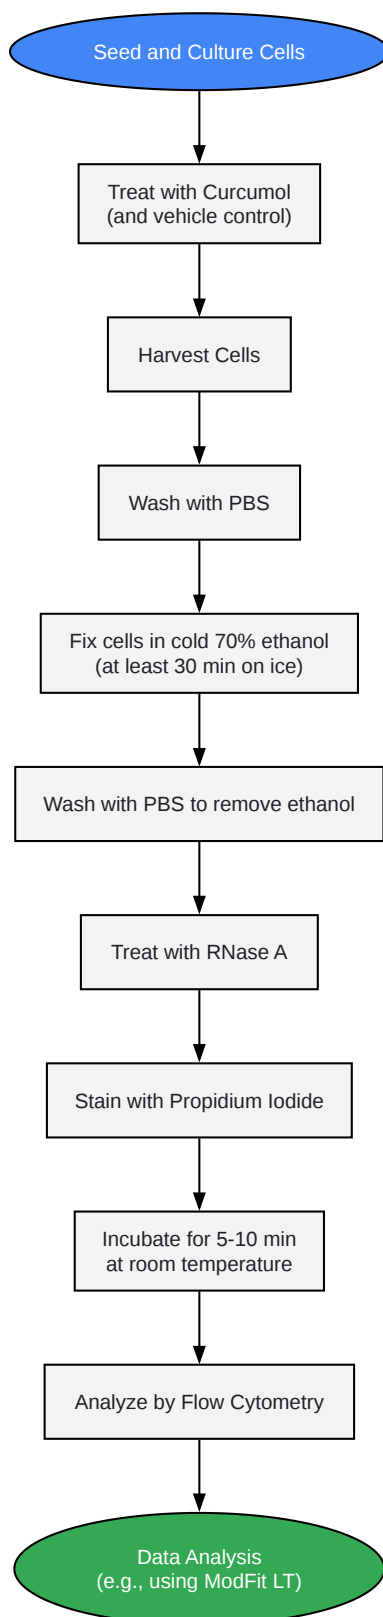 Seed and Culture Cells
Treat with Curcumol
(and vehicle control)
Harvest Cells
Wash with PBS
Fix cells in cold 70% ethanol
(at least 30 min on ice)
Wash with PBS to remove ethanol
Treat with RNase A
Stain with Propidium Iodide
Incubate for 5-10 min
at room temperature
Analyze by Flow Cytometry
Data Analysis
(e.g., using ModFit LT)